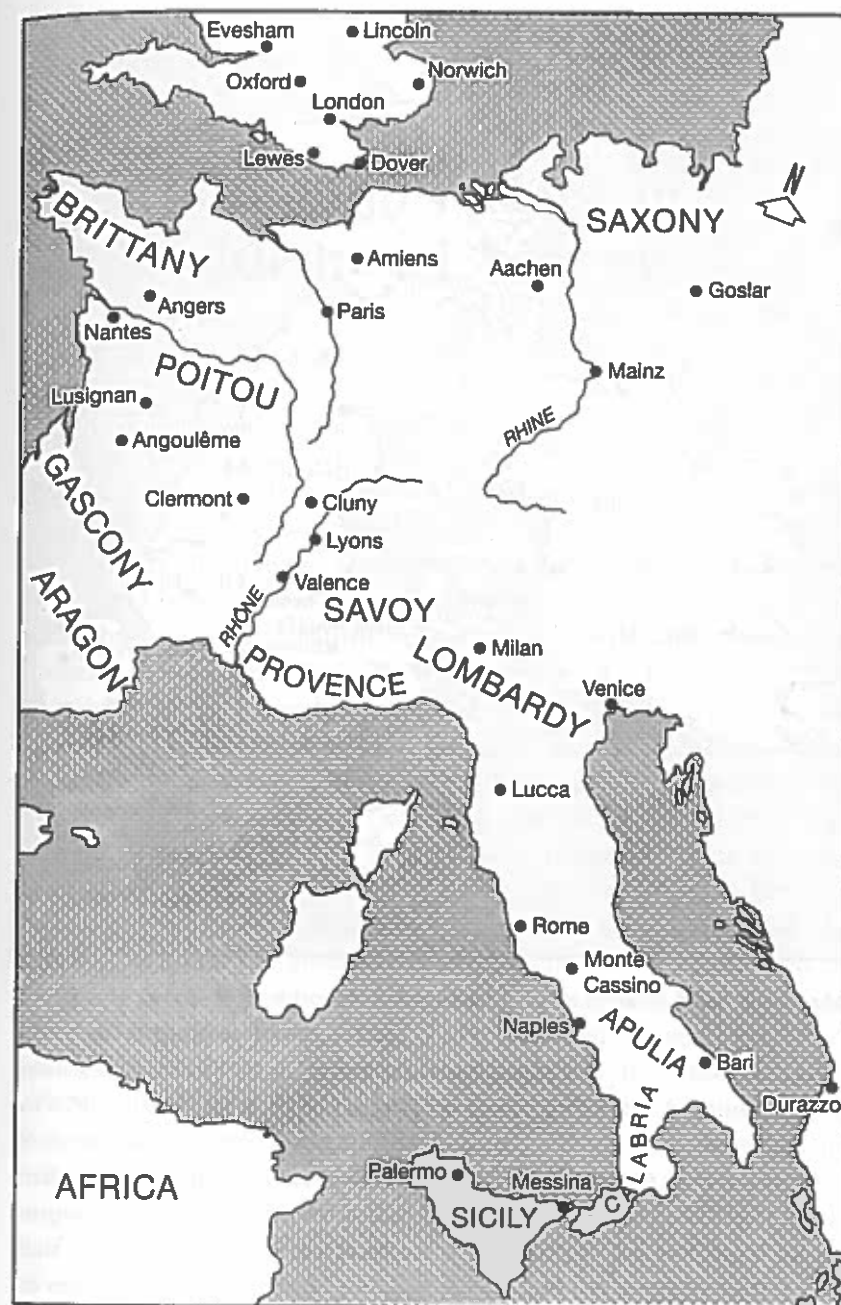 Evesham
Lincoln
Oxford
Norwich
London
Lewes
Dover
N
BRITTANY
SAXONY
Amiens
Aachen
Goslar
Angers
Paris
Nantes
POITOU
Mainz
Lusignan
RHINE
Angoulême
GASCONY
Clermont
Cluny
Lyons
ARAGON
Valence
RHÔNE
SAVOY
PROVENCE
Milan
LOMBARDY
Venice
Lucca
Rome
Monte
Cassino
Naples
APULIA
Bari
Durazzo
C LABRIA
AFRICA
Palermo
Messina
SICILY